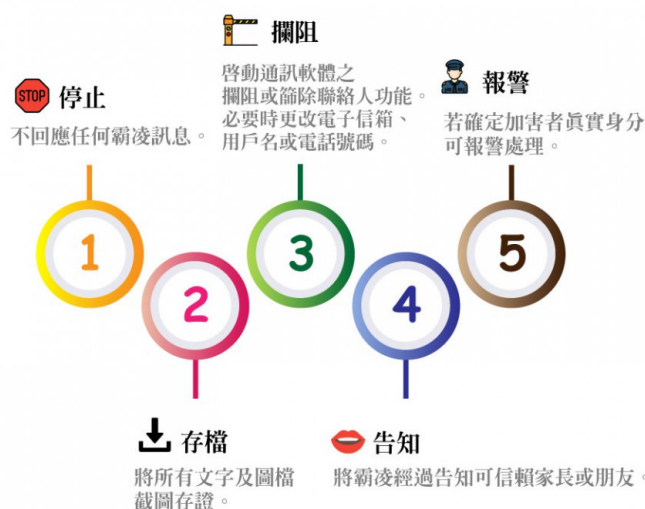 STOP 停止
不回應任何霸凌訊息。
1
存檔
將所有文字及圖檔
截圖存證。
2
攔阻
啓動通訊軟體之
攔阻或篩除聯絡人功能。
必要時更改電子信箱、
用戶名或電話號碼。
3
告知
將霸凌經過告知可信賴家長或朋友。
4
報警
若確定加害者眞實身分
可報警處理。
5